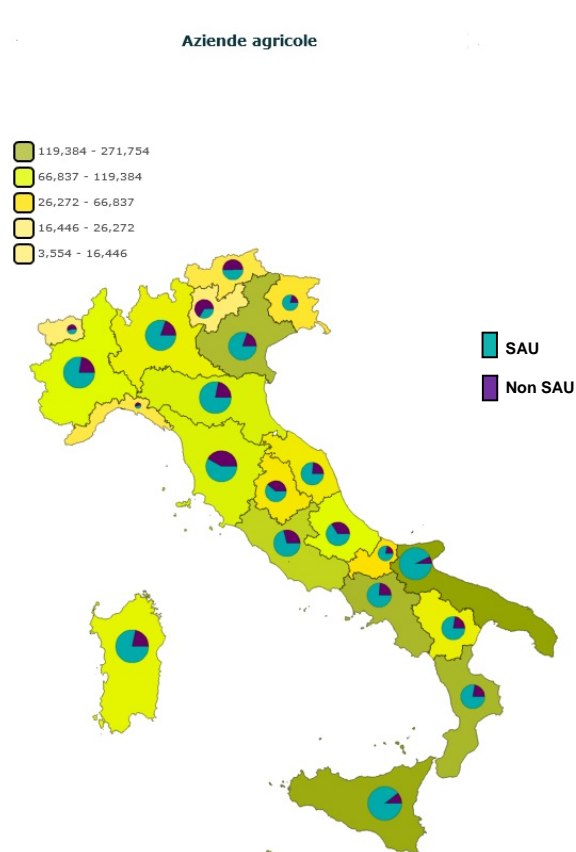 Aziende agricole
119,384 - 271,754
66,837 - 119,384
26,272 - 66,837
16,446 - 26,272
3,554 - 16,446
SAU
Non SAU